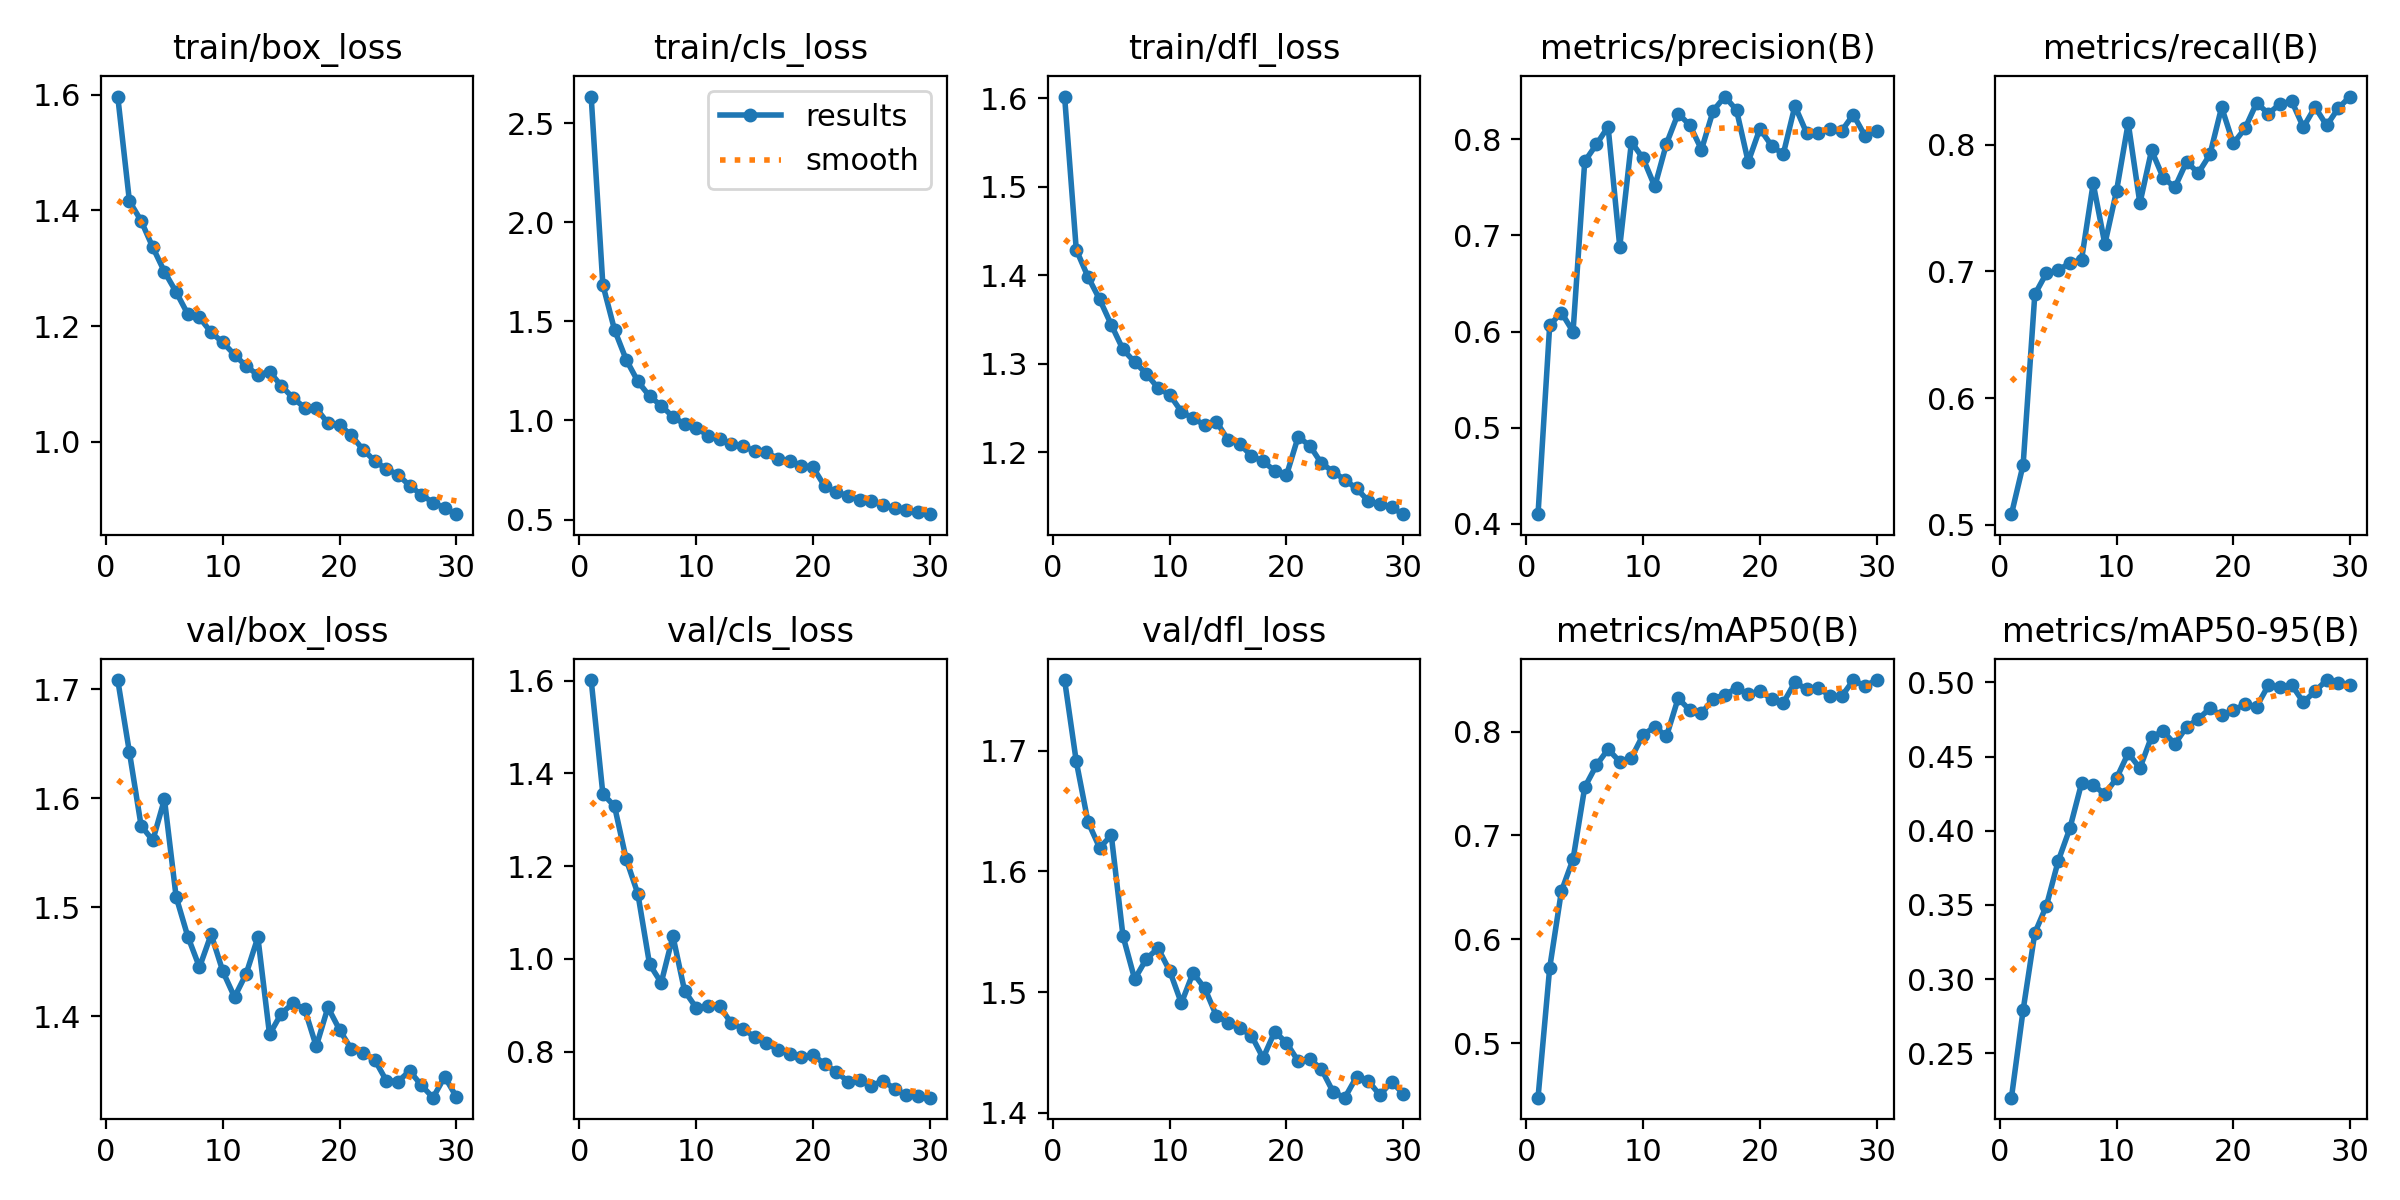 train/box_loss
1.6
1.4
1.2
1.0
0 10 20 30
train/cls_loss
results
smooth
2.5
2.0
1.5
1.0
0.5
0 10 20 30
train/dfl_loss
1.6
1.5
1.4
1.3
1.2
0 10 20 30
metrics/precision(B)
0.8
0.7
0.6
0.5
0.4
0 10 20 30
metrics/recall(B)
0.8
0.7
0.6
0.5
0 10 20 30
val/box_loss
1.7
1.6
1.5
1.4
0 10 20 30
val/cls_loss
1.6
1.4
1.2
1.0
0.8
0 10 20 30
val/dfl_loss
1.7
1.6
1.5
1.4
0 10 20 30
metrics/mAP50(B)
0.8
0.7
0.6
0.5
0 10 20 30
metrics/mAP50-95(B)
0.50
0.45
0.40
0.35
0.30
0.25
0 10 20 30